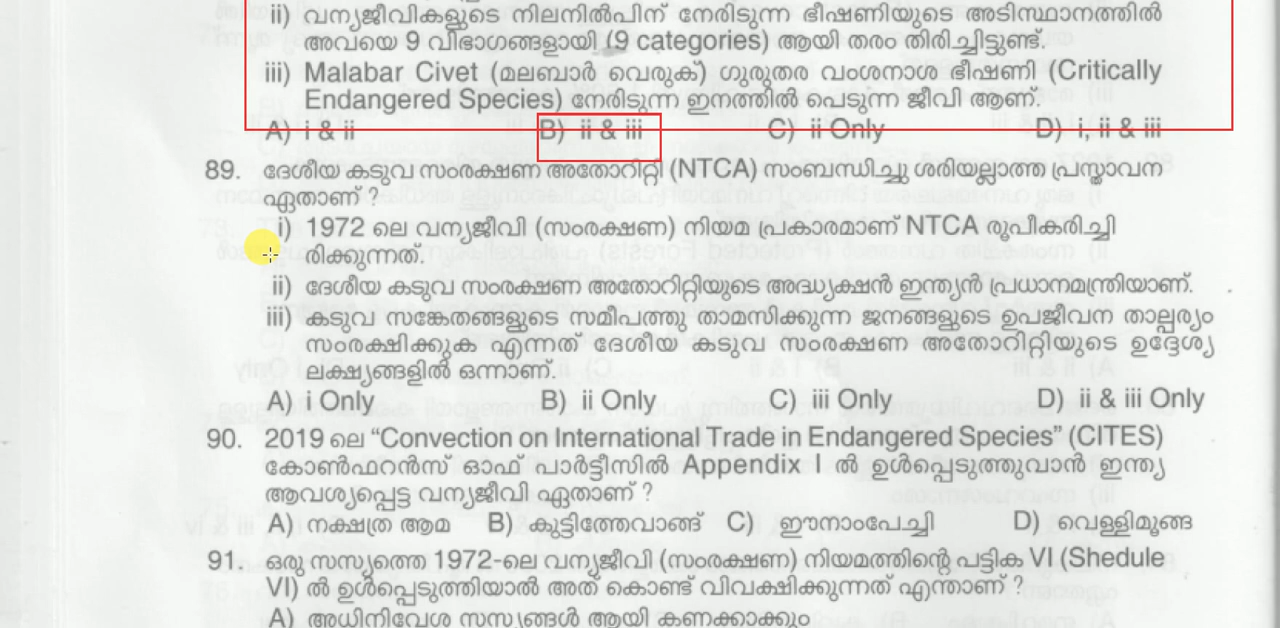 ii) വന്യജീവികളുടെ നിലനിൽപിന് നേരിടുന്ന ഭീഷണിയുടെ അടിസ്ഥാനത്തിൽ
അവയെ 9 വിഭാഗങ്ങളായി (9 categories) ആയി തരം തിരിച്ചിട്ടുണ്ട്.
iii) Malabar Civet (മലബാർ വെരുക്) ഗുരുതര വംശനാശ ഭീഷണി (Critically
Endangered Species) നേരിടുന്ന ഇനത്തിൽ പെടുന്ന ജീവി ആണ്.
A) i & ii B) ii & iii C) ii Only D) i, ii & iii
89. ദേശീയ കടുവ സംരക്ഷണ അതോറിറ്റി (NTCA) സംബന്ധിച്ചു ശരിയല്ലാത്ത പ്രസ്താവന
ഏതാണ് ?
i) 1972 ലെ വന്യജീവി (സംരക്ഷണ) നിയമ പ്രകാരമാണ് NTCA രൂപീകരിച്ചി
രിക്കുന്നത്.
ii) ദേശീയ കടുവ സംരക്ഷണ അതോറിറ്റിയുടെ അദ്ധ്യക്ഷൻ ഇന്ത്യൻ പ്രധാനമന്ത്രിയാണ്.
iii) കടുവ സങ്കേതങ്ങളുടെ സമീപത്തു താമസിക്കുന്ന ജനങ്ങളുടെ ഉപജീവന താല്പര്യം
സംരക്ഷിക്കുക എന്നത് ദേശീയ കടുവ സംരക്ഷണ അതോറിറ്റിയുടെ ഉദ്ദേശ്യ
ലക്ഷ്യങ്ങളിൽ ഒന്നാണ്.
A) i Only B) ii Only C) iii Only D) ii & iii Only
90. 2019 ലെ “Convection on International Trade in Endangered Species” (CITES)
കോൺഫറൻസ് ഓഫ് പാർട്ടീസിൽ Appendix I ൽ ഉൾപ്പെടുത്തുവാൻ ഇന്ത്യ
ആവശ്യപ്പെട്ട വന്യജീവി ഏതാണ് ?
A) നക്ഷത്ര ആമ B) കുട്ടിത്തേവാങ്ങ് C) ഈനാംപേച്ചി D) വെള്ളിമൂങ്ങ
91. ഒരു സസ്യത്തെ 1972-ലെ വന്യജീവി (സംരക്ഷണ) നിയമത്തിന്റെ പട്ടിക VI (Shedule
VI) ൽ ഉൾപ്പെടുത്തിയാൽ അത് കൊണ്ട് വിവക്ഷിക്കുന്നത് എന്താണ് ?
A) അധിനിവേശ സസ്യങ്ങൾ ആയി കണക്കാക്കും